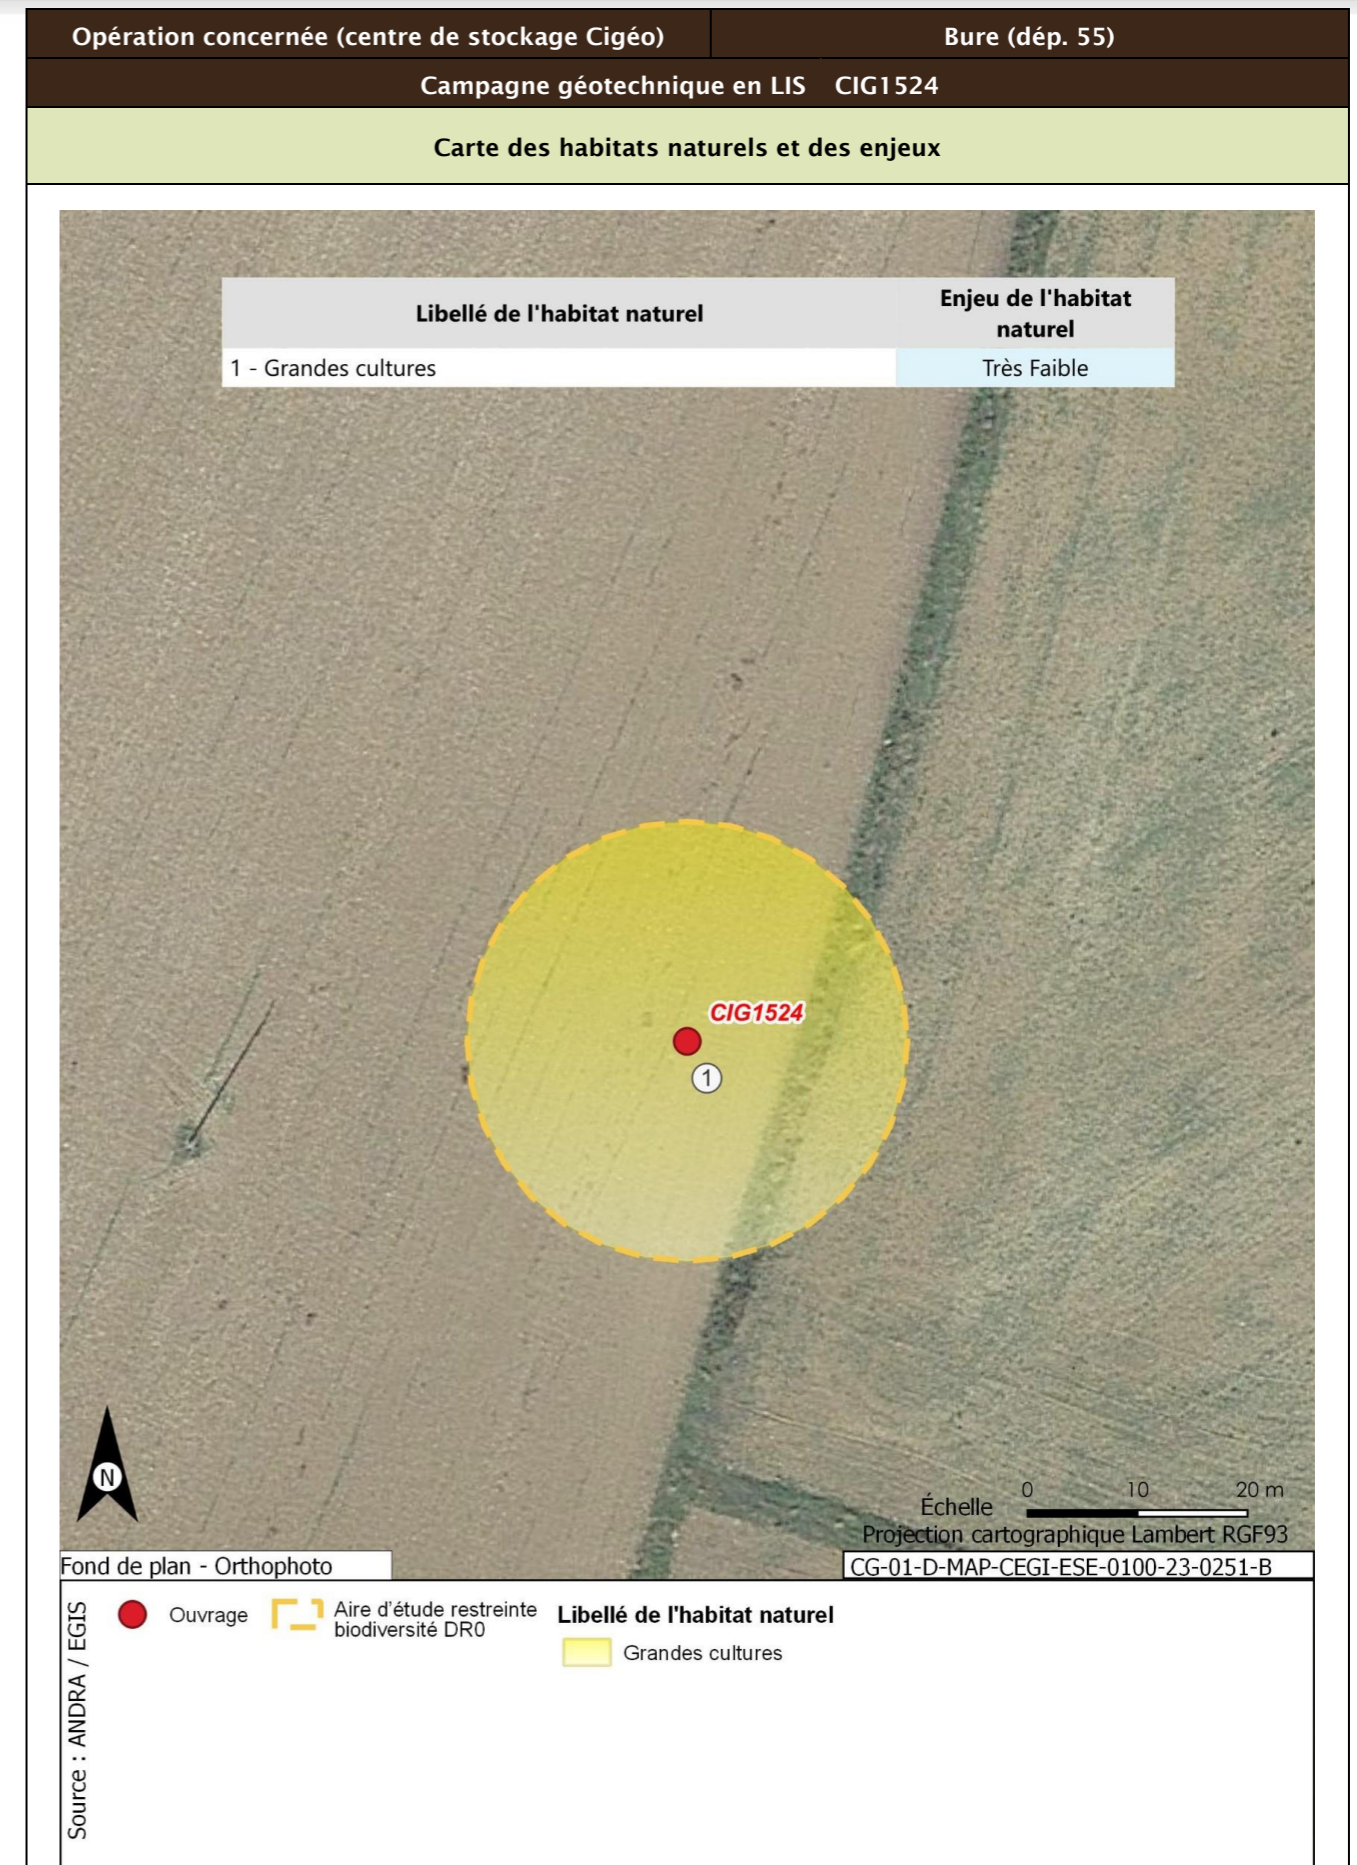 Opération concernée (centre de stockage Cigéo) Bure (dép. 55)
Campagne géotechnique en LIS CIG1524
Carte des habitats naturels et des enjeux
Libellé de l'habitat naturel
Enjeu de l'habitat
naturel
1 - Grandes cultures Très Faible
CIG1524
1
N
0 10 20 m
Échelle
Projection cartographique Lambert RGF93
Fond de plan - Orthophoto
CG-01-D-MAP-CEGI-ESE-0100-23-0251-B
Source : ANDRA / EGIS
Ouvrage
Aire d'étude restreinte
biodiversité DR0
Libellé de l'habitat naturel
Grandes cultures